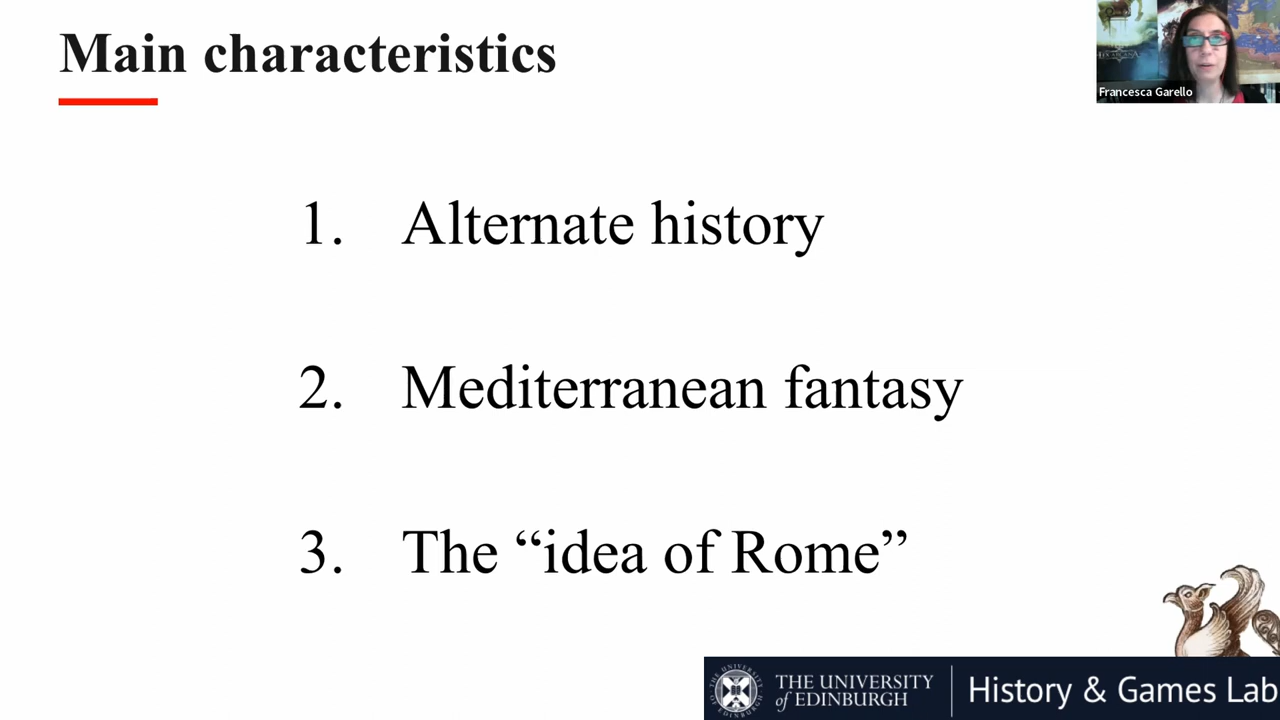 Main characteristics
Francesca Garello
1. Alternate history
2. Mediterranean fantasy
3. The “idea of Rome”
THE UNIVERSITY
of EDINBURGH
History & Games Lab